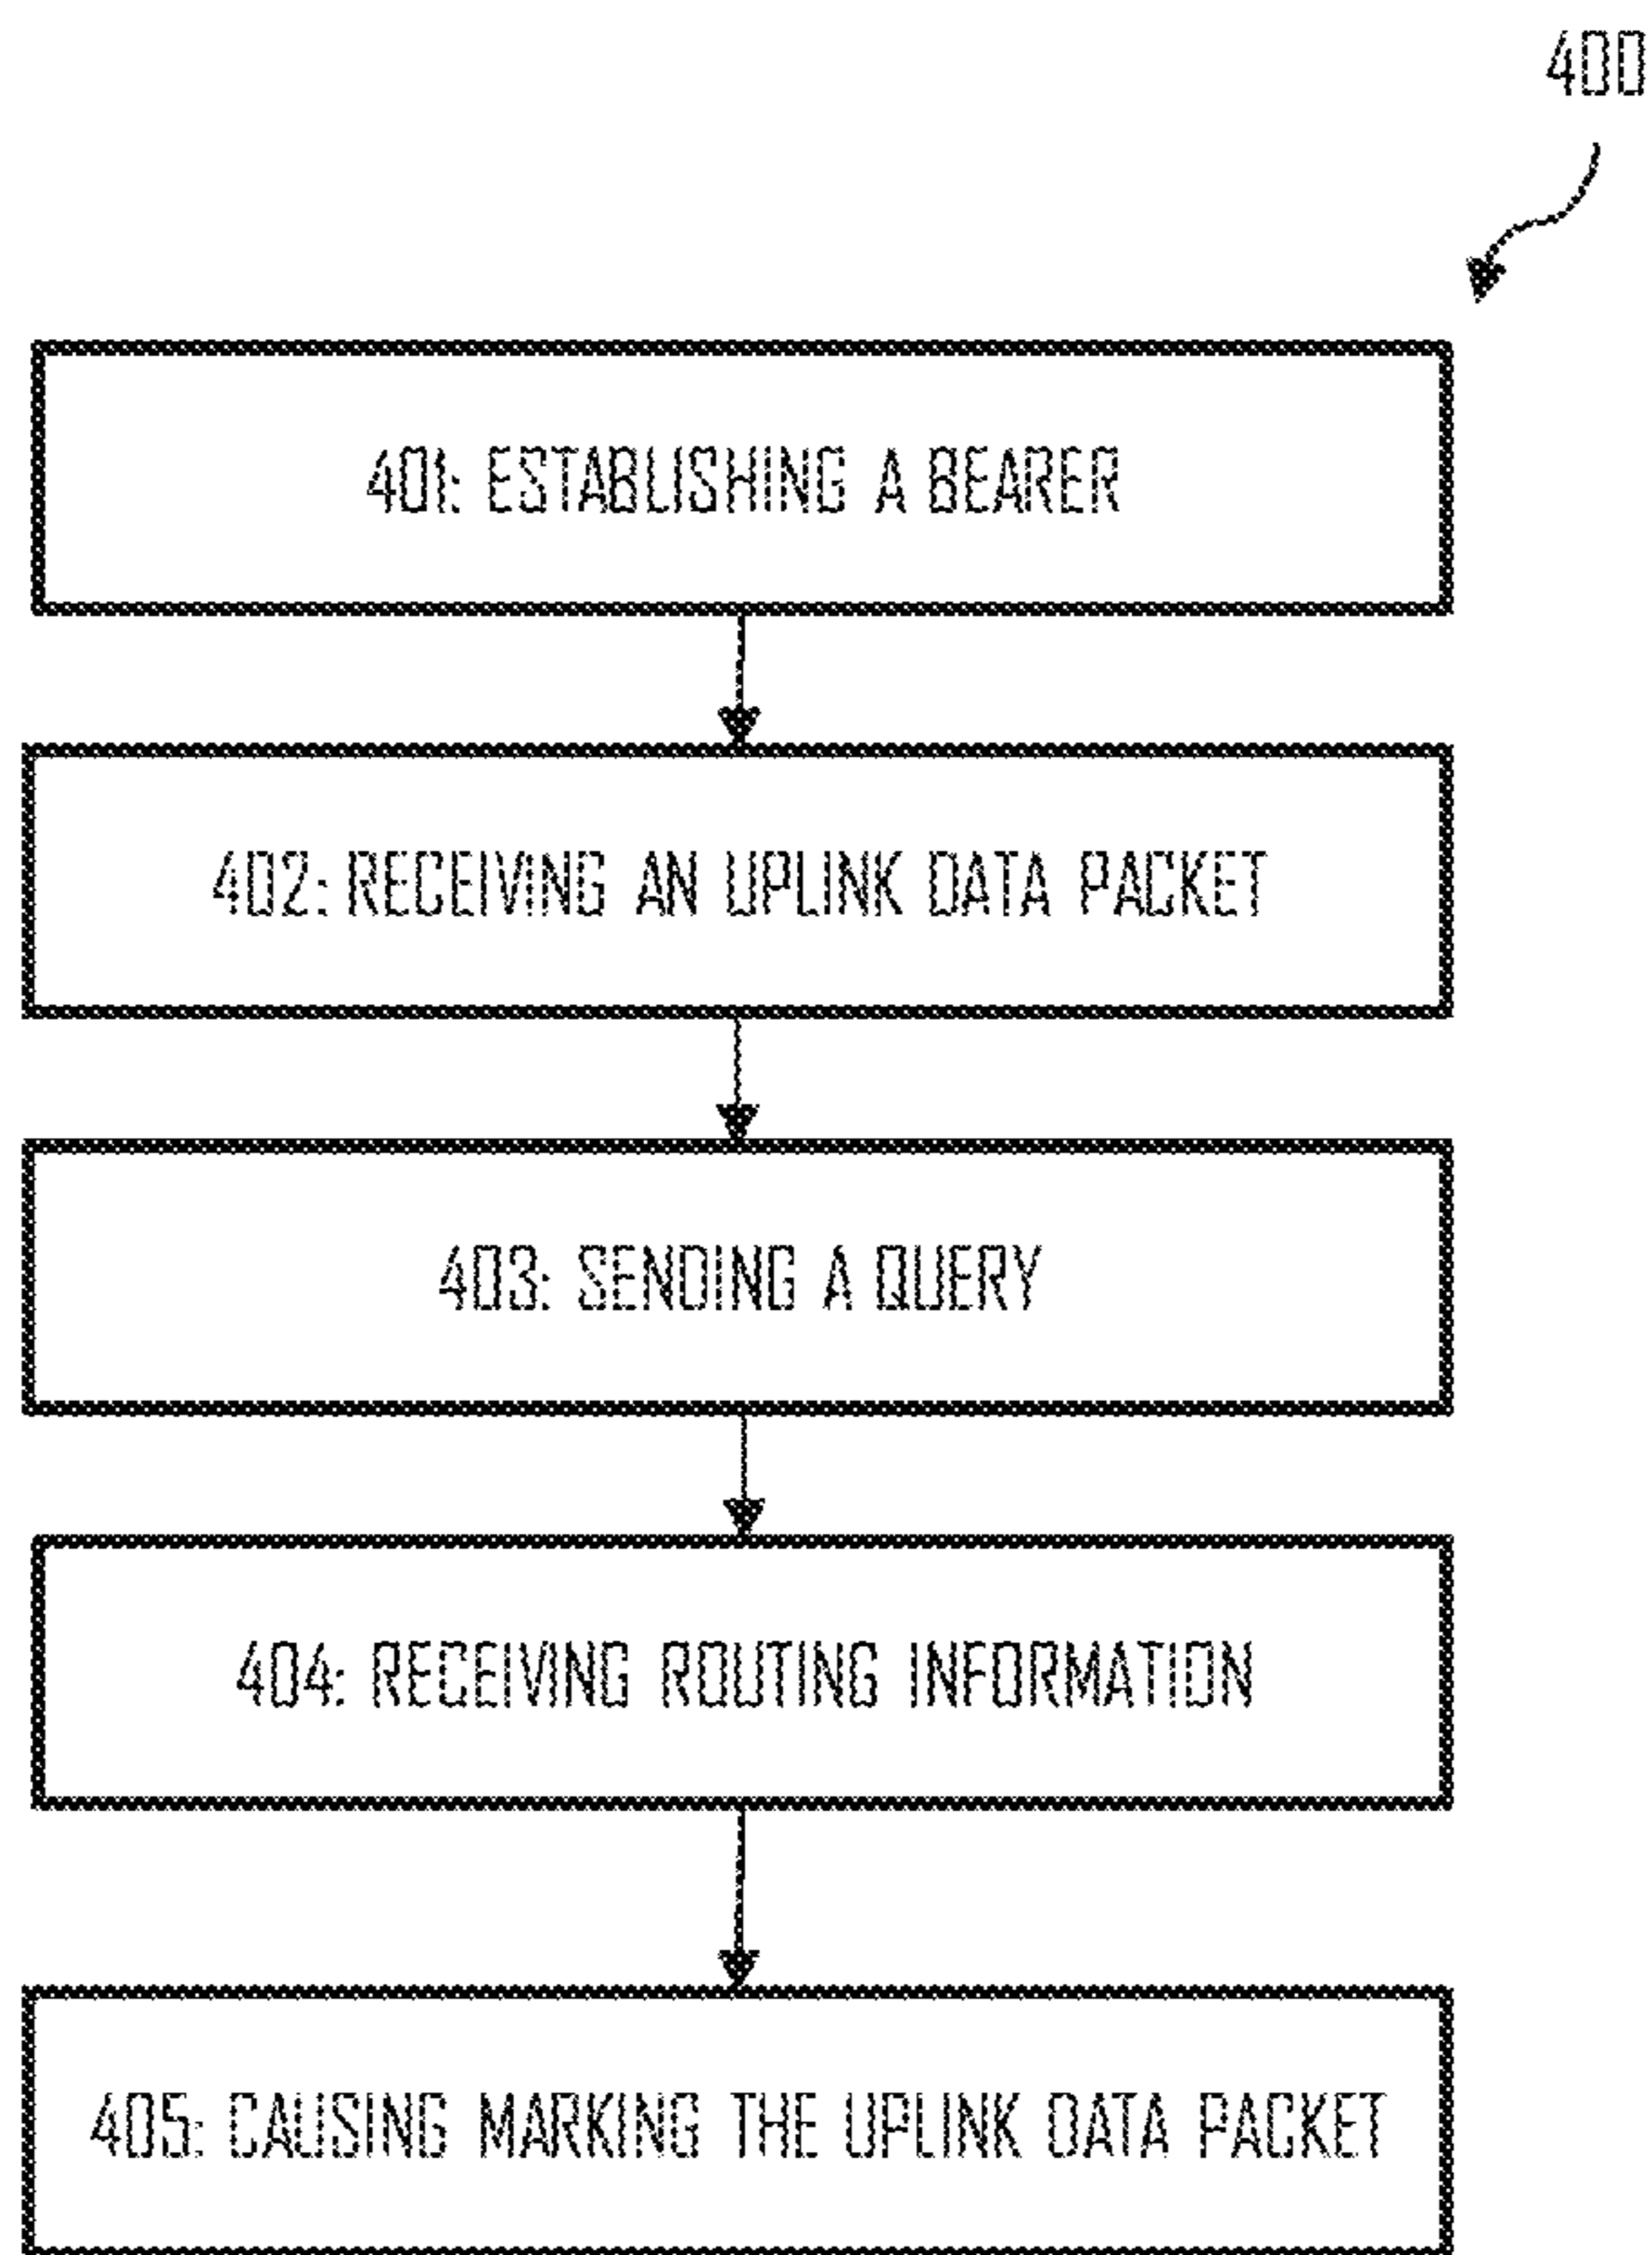 400
401: ESTABLISHING A BEARER
402: RECEIVING AN UPLINK DATA PACKET
403: SENDING A QUERY
404: RECEIVING ROUTING INFORMATION
405: CAUSING MARKING THE UPLINK DATA PACKET